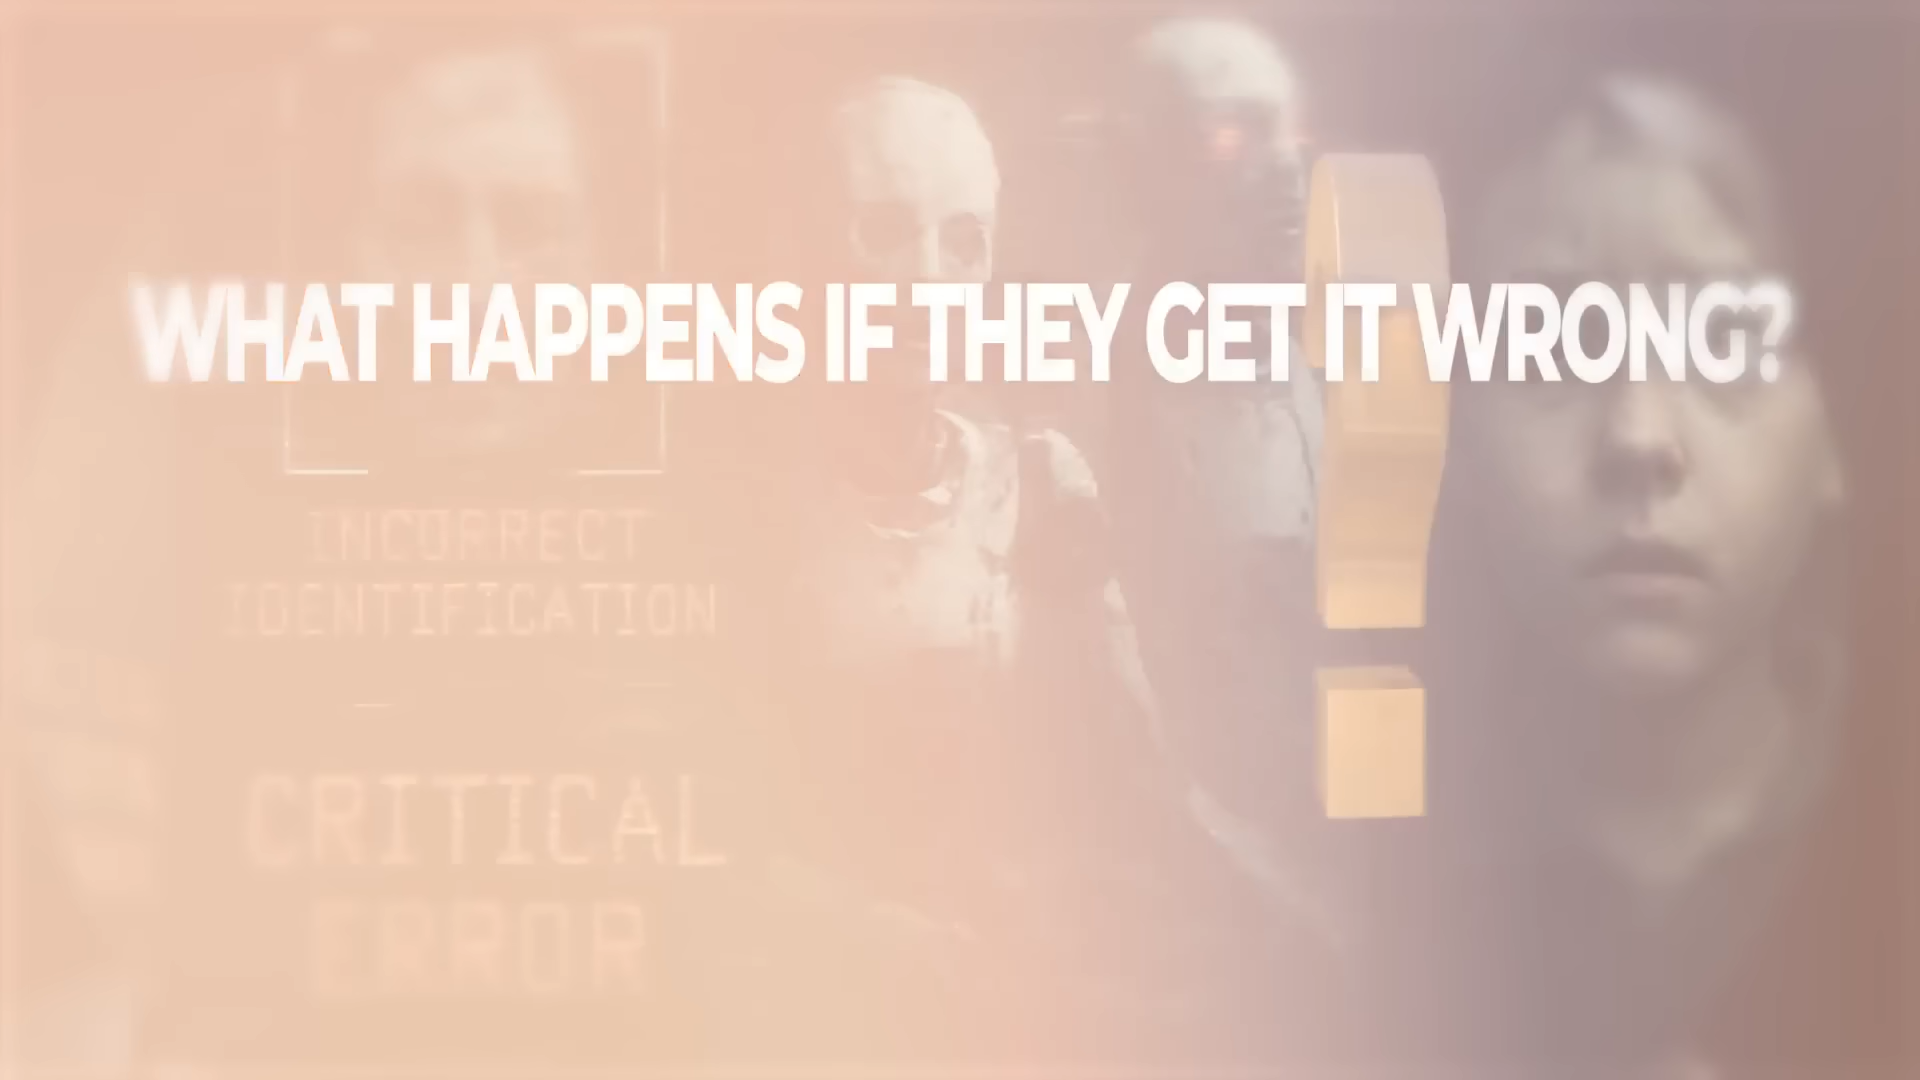 WHAT HAPPENS IF THEY GET IT WRONG?
INCORRECT
IDENTIFICATION
CRITICAL
ERROR